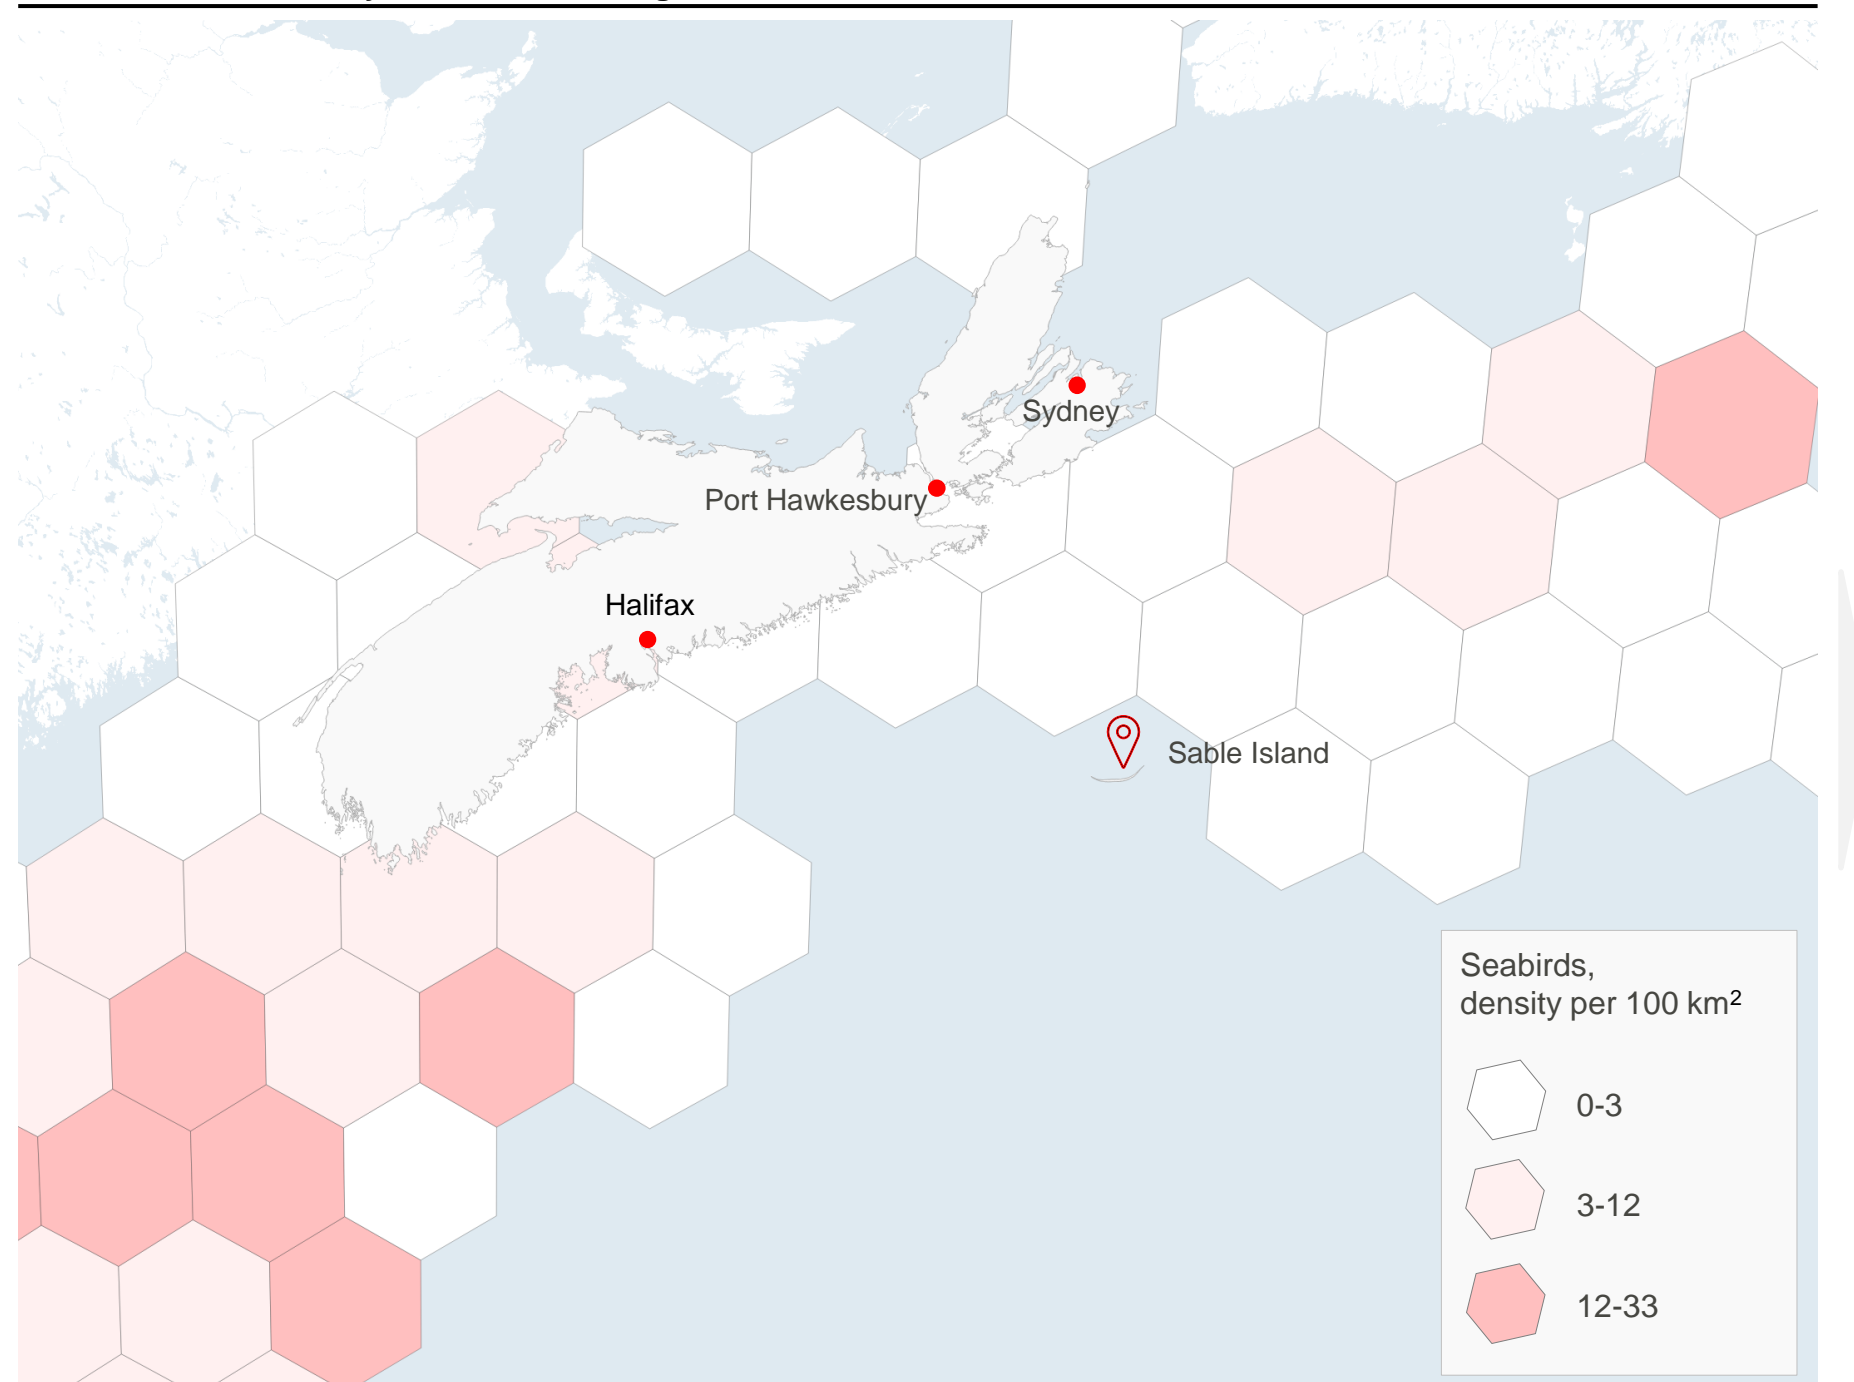 Sydney
Port Hawkesbury
Halifax
Sable Island
Seabirds,
density per 100 km²
0-3
3-12
12-33